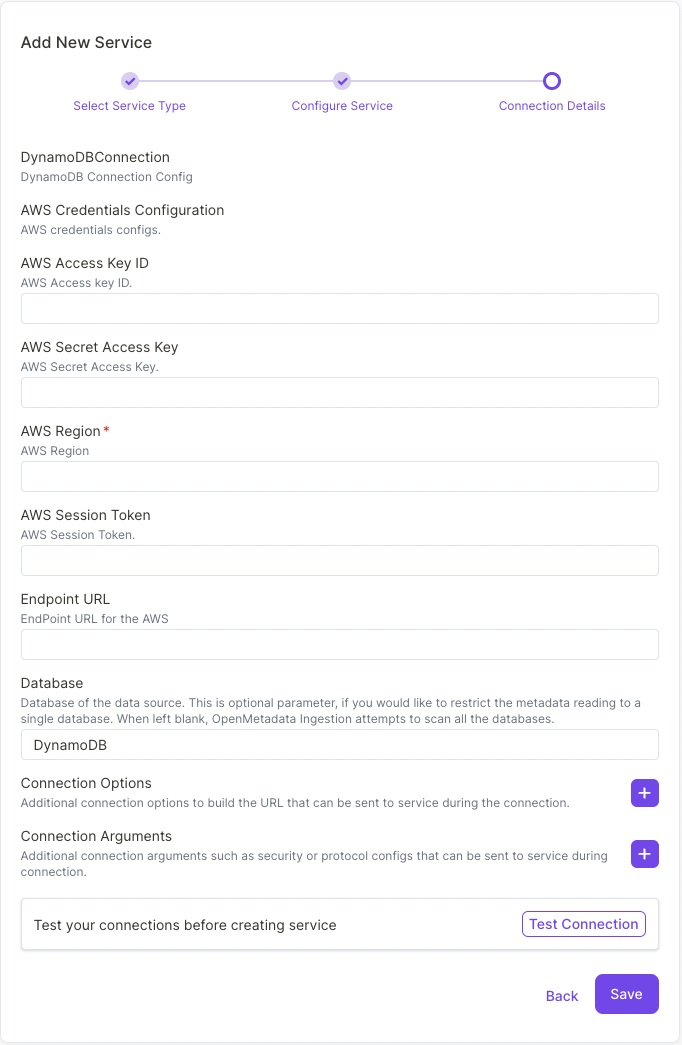 Add New Service
Select Service Type
Configure Service
Connection Details
DynamoDBConnection
DynamoDB Connection Config
AWS Credentials Configuration
AWS credentials configs.
AWS Access Key ID
AWS Access key ID.
AWS Secret Access Key
AWS Secret Access Key.
AWS Region *
AWS Region
AWS Session Token
AWS Session Token.
Endpoint URL
EndPoint URL for the AWS
Database
Database of the data source. This is optional parameter, if you would like to restrict the metadata reading to a
single database. When left blank, OpenMetadata Ingestion attempts to scan all the databases.
DynamoDB
Connection Options
Additional connection options to build the URL that can be sent to service during the connection.
Connection Arguments
Additional connection arguments such as security or protocol configs that can be sent to service during
connection.
Test your connections before creating service
Test Connection
Back
Save